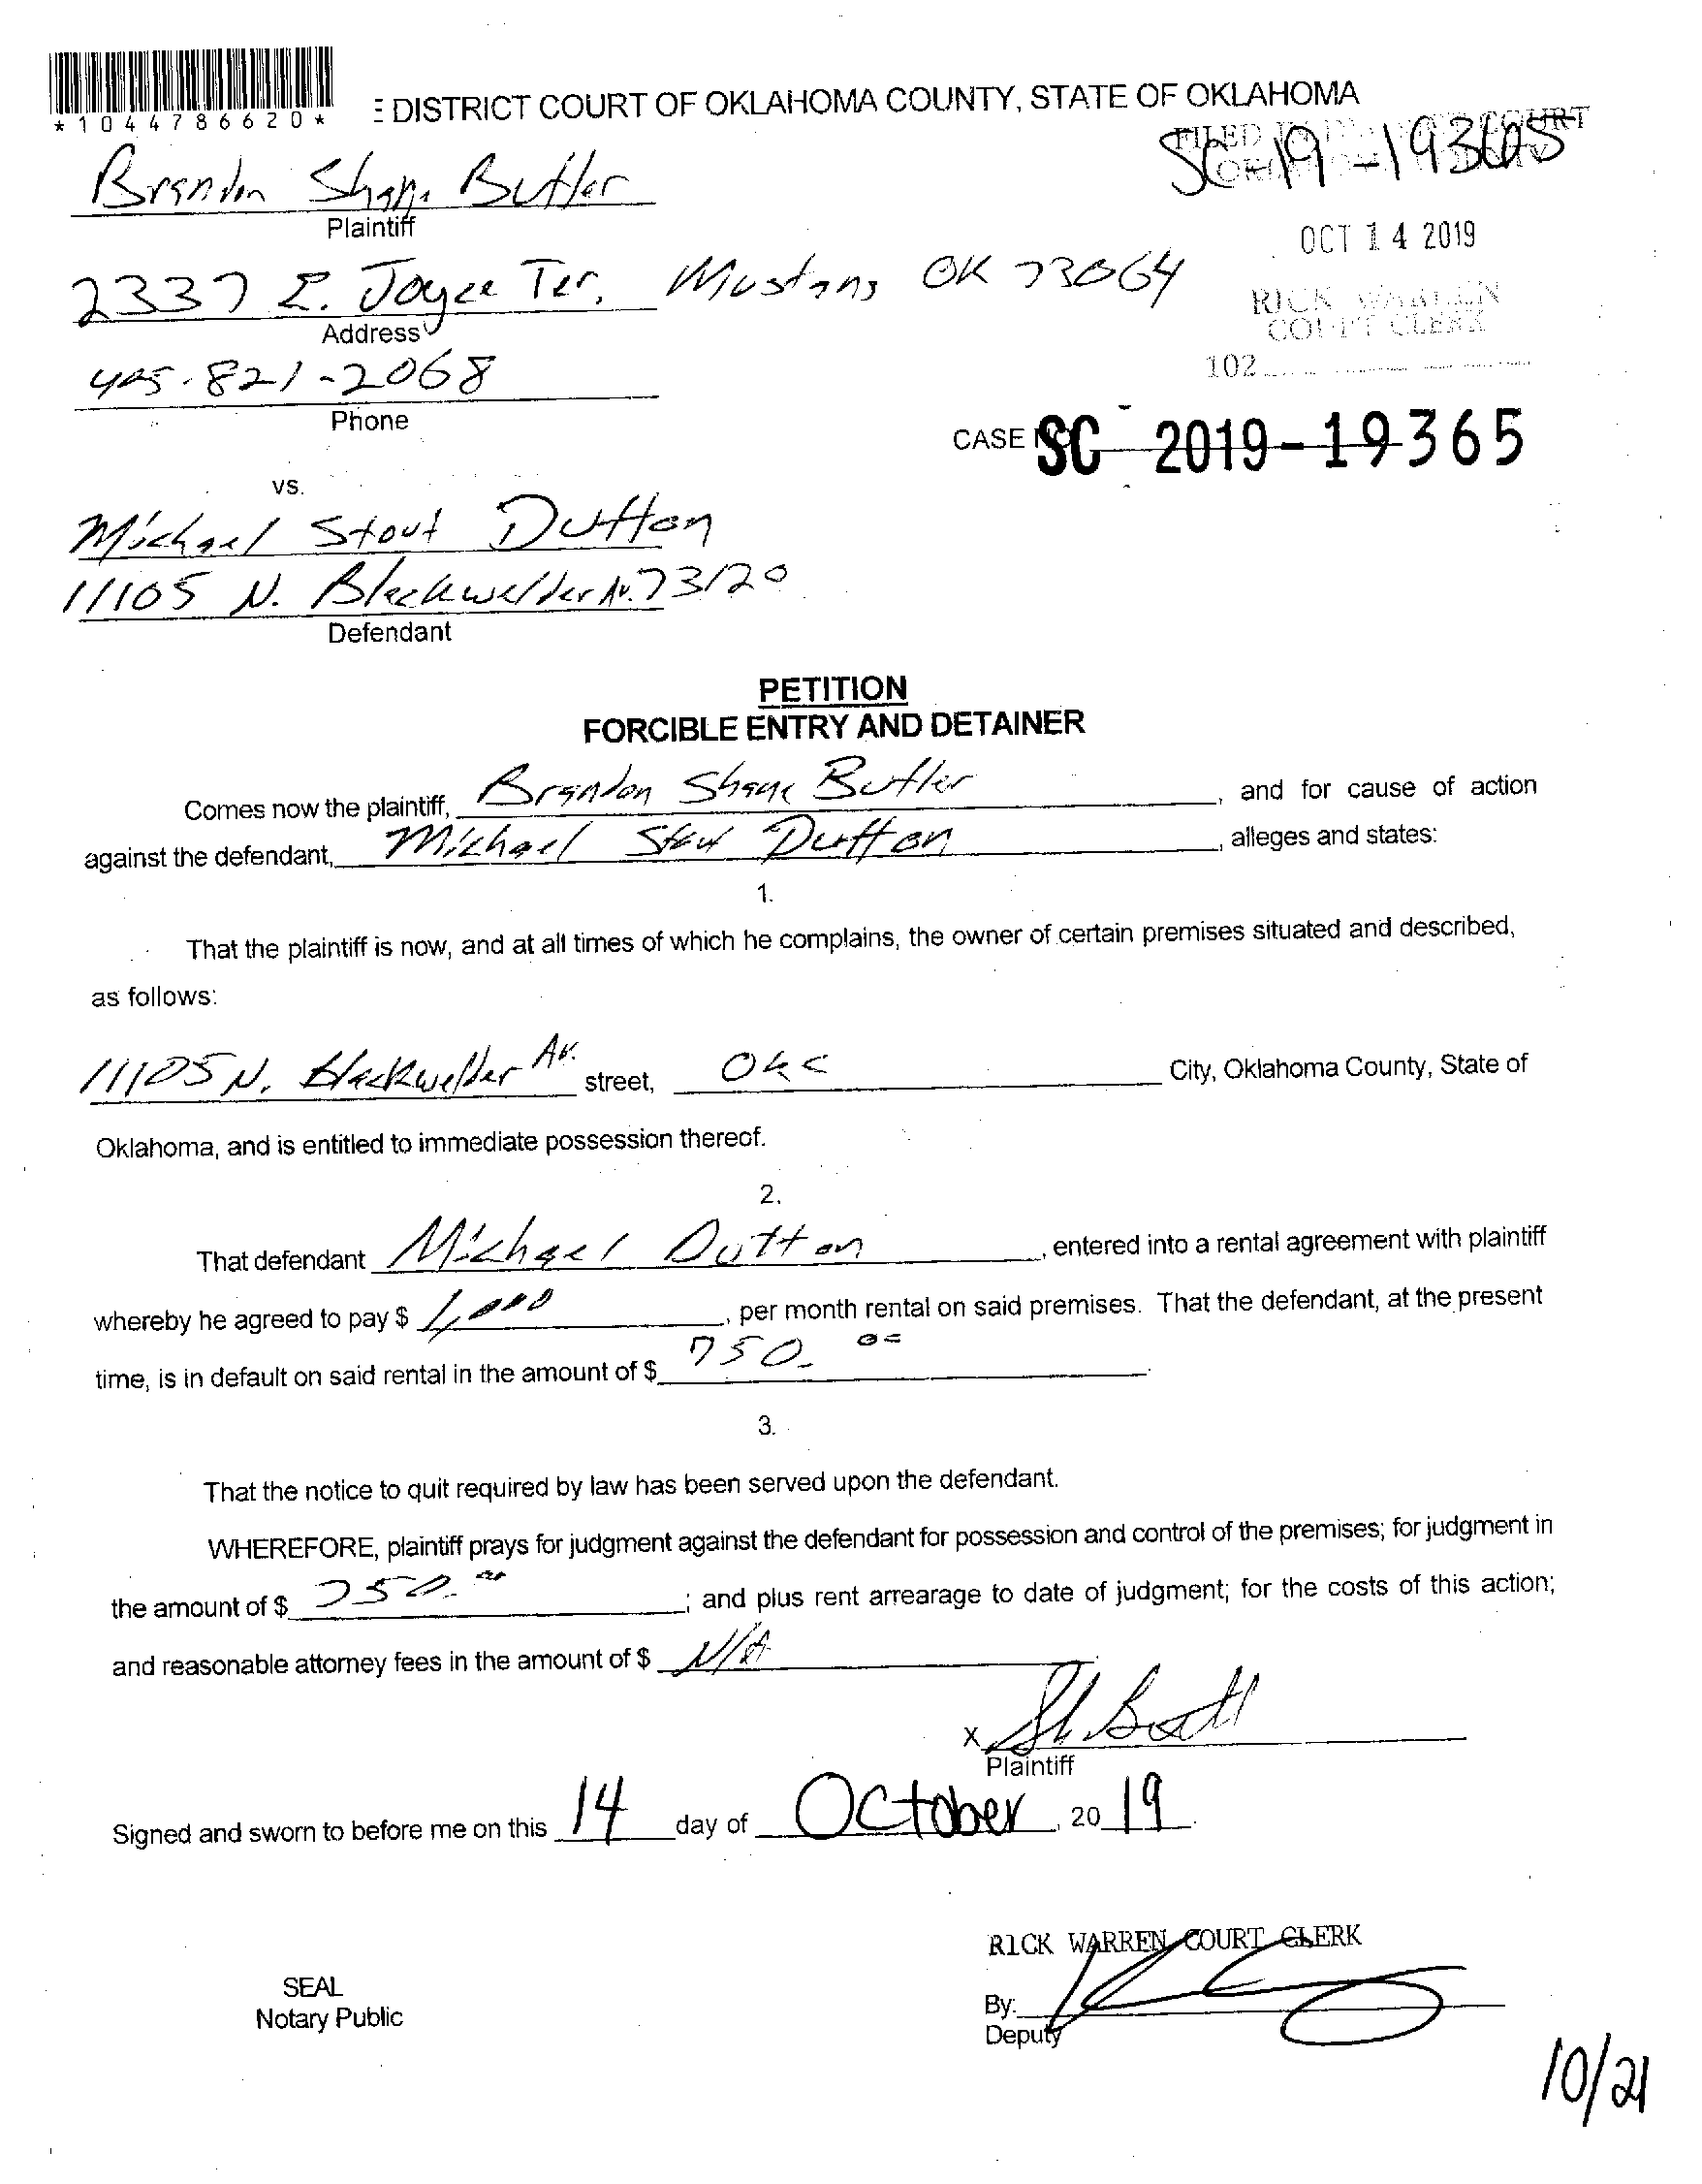 *1044786620*
E DISTRICT COURT OF OKLAHOMA COUNTY, STATE OF OKLAHOMA
FILED IN COURT
SC-19-19365
Brandon Shane Butler
Plaintiff
OCT 14 2019
2337 E. Joyce Ter. Mustang OK 73064
Address
RICK WARREN
COURT CLERK
102
405-821-2068
Phone
CASE SC 2019-19365
vs.
Michael Stout Dutton
11105 N. Blackwelder Av. 73120
Defendant
PETITION
FORCIBLE ENTRY AND DETAINER
Comes now the plaintiff, Brandon Shane Butler, and for cause of action
against the defendant, Michael Stout Dutton, alleges and states:
1.
That the plaintiff is now, and at all times of which he complains, the owner of certain premises situated and described,
as follows:
11105 N. Blackwelder Av. street, OKC City, Oklahoma County, State of
Oklahoma, and is entitled to immediate possession thereof.
2.
That defendant Michael Dutton, entered into a rental agreement with plaintiff
whereby he agreed to pay $ 1,000, per month rental on said premises. That the defendant, at the present
time, is in default on said rental in the amount of $ 750.00.
3.
That the notice to quit required by law has been served upon the defendant.
WHEREFORE, plaintiff prays for judgment against the defendant for possession and control of the premises; for judgment in
the amount of $ 750.00; and plus rent arrearage to date of judgment; for the costs of this action;
and reasonable attorney fees in the amount of $ N/A.
X
Plaintiff
Signed and sworn to before me on this 14 day of October, 2019.
RICK WARREN COURT CLERK
SEAL
Notary Public
By:
Deputy
10/21